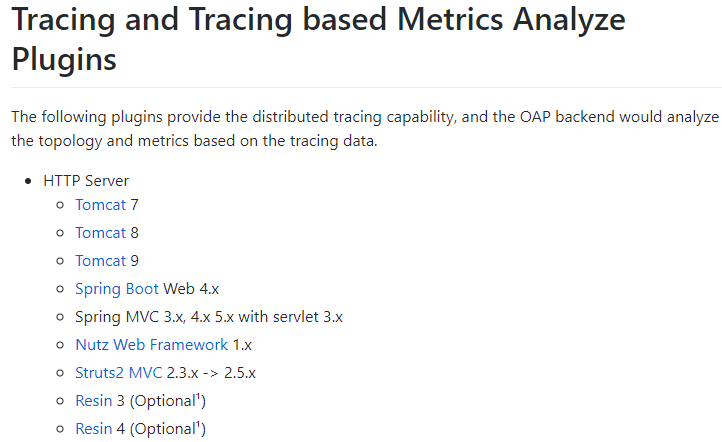 Tracing and Tracing based Metrics Analyze
Plugins
The following plugins provide the distributed tracing capability, and the OAP backend would analyze
the topology and metrics based on the tracing data.
• HTTP Server
○ Tomcat 7
○ Tomcat 8
○ Tomcat 9
○ Spring Boot Web 4.x
○ Spring MVC 3.x, 4.x 5.x with servlet 3.x
○ Nutz Web Framework 1.x
○ Struts2 MVC 2.3.x -> 2.5.x
○ Resin 3 (Optional¹)
○ Resin 4 (Optional¹)